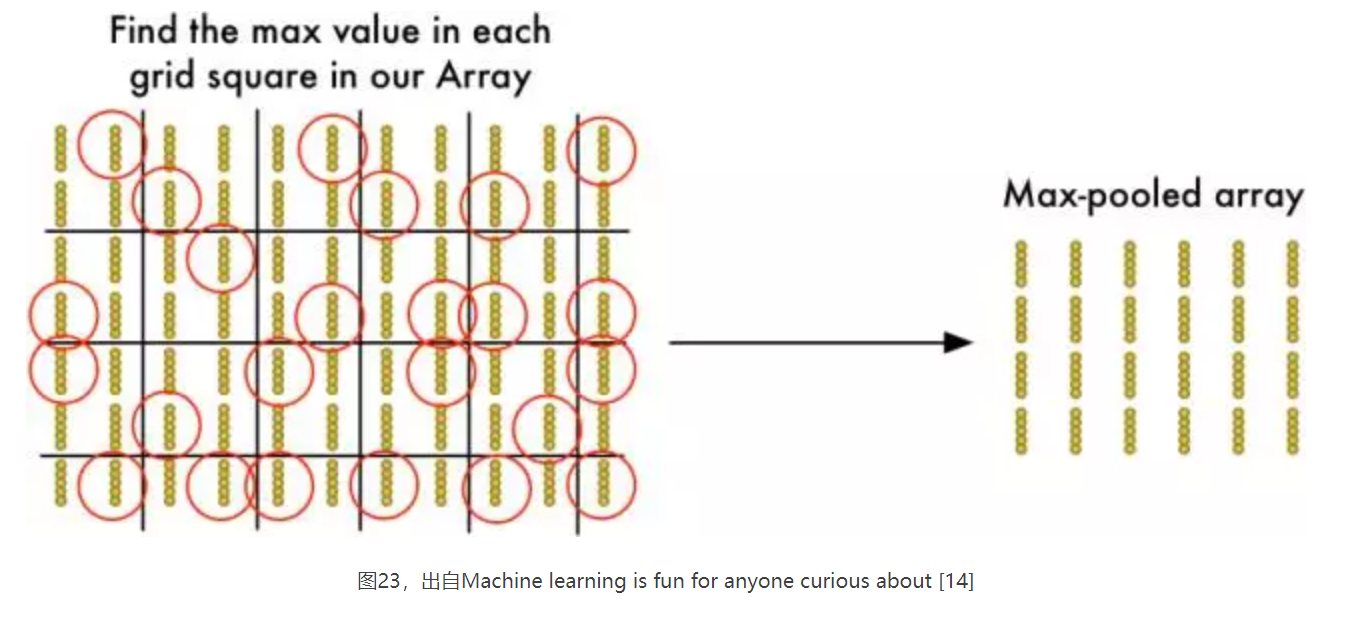 Find the max value in each
grid square in our Array
Max-pooled array
图23，出自Machine learning is fun for anyone curious about [14]